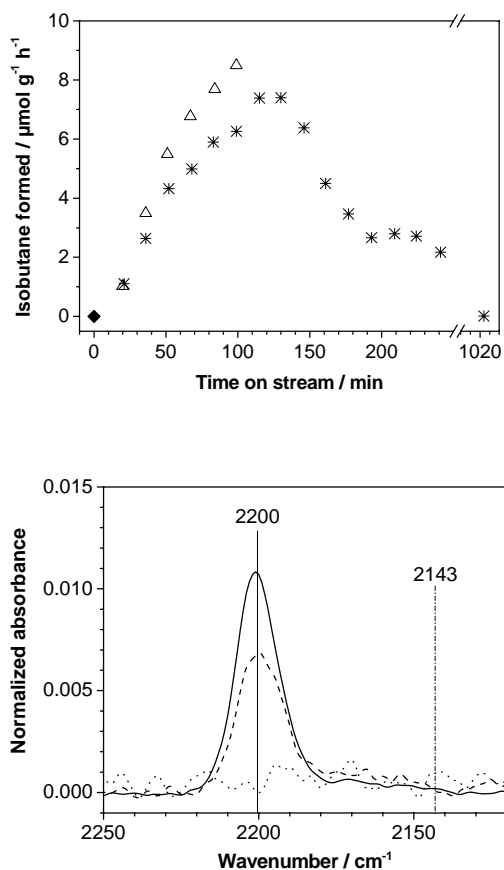 10
8
6
4
2
0
Isobutane formed / µmol g⁻¹ h⁻¹
0 50 100 150 200 1020
Time on stream / min
0.015
0.010
0.005
0.000
Normalized absorbance
2200
2143
2250 2200 2150
Wavenumber / cm⁻¹